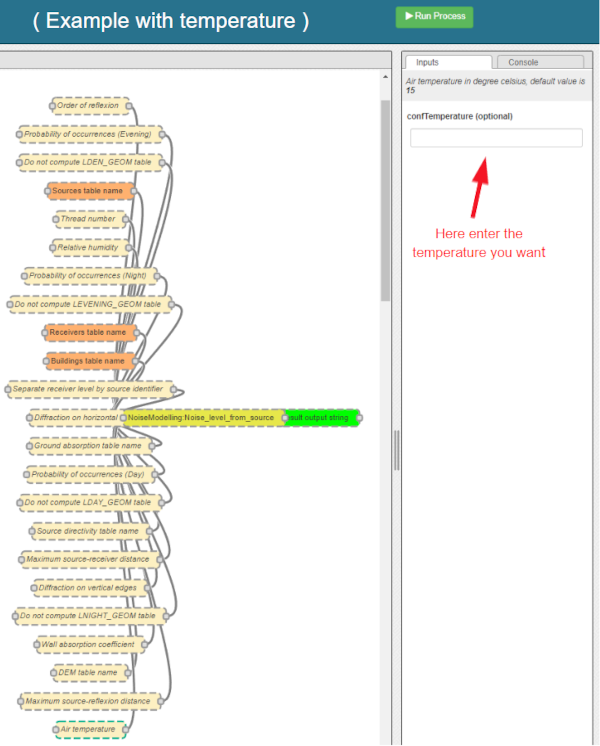 ( Example with temperature )
Run Process
Inputs
Console
Air temperature in degree celsius, default value is
15
confTemperature (optional)
Here enter the
temperature you want
Order of reflexion
Probability of occurrences (Evening)
Do not compute LDEN_GEOM table
Sources table name
Thread number
Relative humidity
Probability of occurrences (Night)
Do not compute LEVENING_GEOM table
Receivers table name
Buildings table name
Separate receiver level by source identifier
Diffraction on horizontal
NoiseModelling:Noise_level_from_source
sult output string
Ground absorption table name
Probability of occurrences (Day)
Do not compute LDAY_GEOM table
Source directivity table name
Maximum source-receiver distance
Diffraction on vertical edges
Do not compute LNIGHT_GEOM table
Wall absorption coefficient
DEM table name
Maximum source-reflexion distance
Air temperature